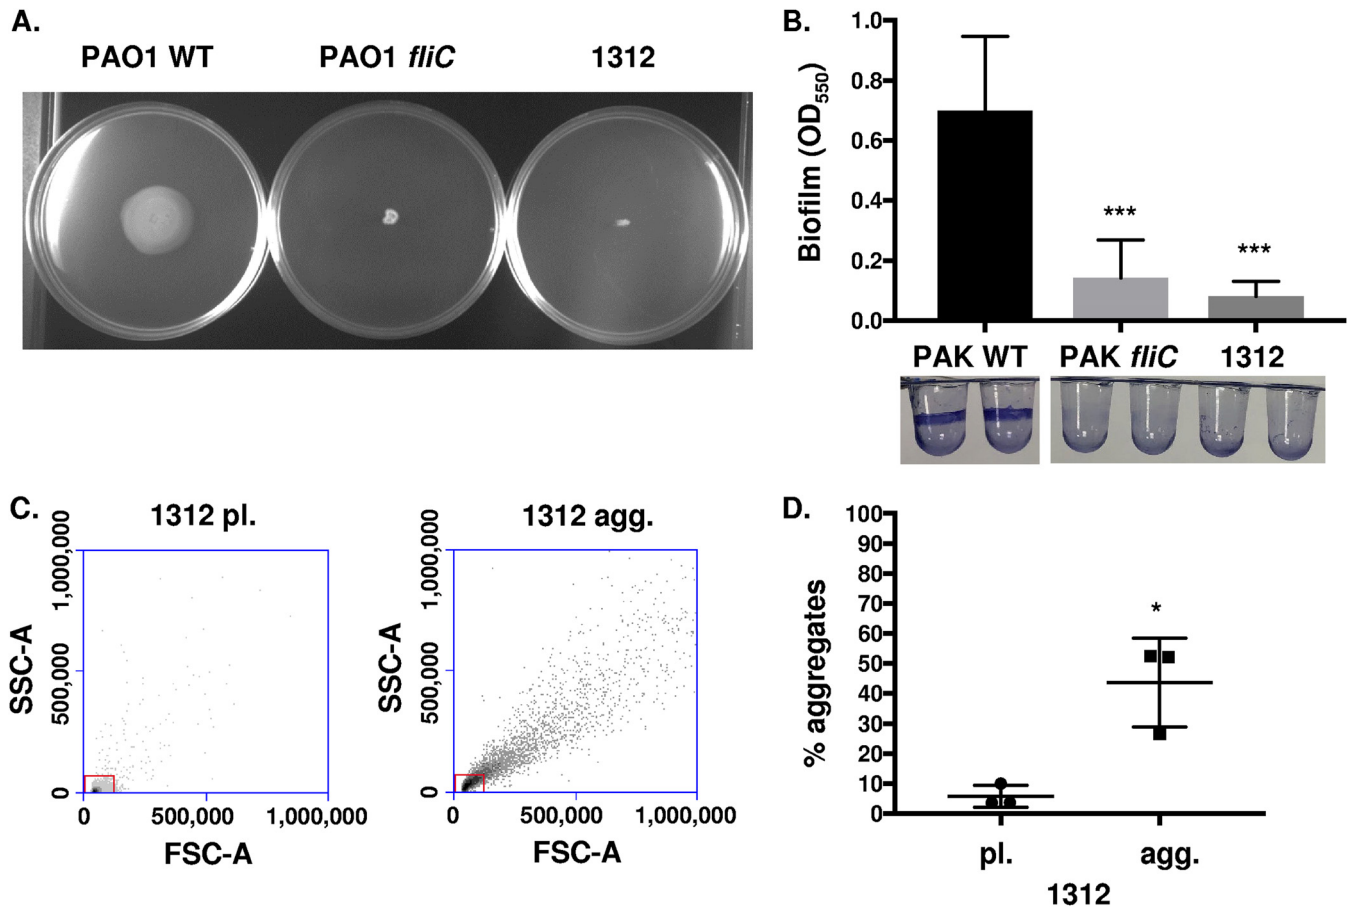 A.
PAO1 WT PAO1 fliC 1312
B.
Biofilm (OD550)
1.0
0.8
0.6
0.4
0.2
0.0
***
***
PAK WT PAK fliC 1312
C.
1312 pl.
SSC-A
1,000,000
500,000
0
0 500,000 1,000,000
FSC-A
1312 agg.
SSC-A
1,000,000
500,000
0
0 500,000 1,000,000
FSC-A
D.
% aggregates
100
90
80
70
60
50
40
30
20
10
0
*
pl. agg.
1312